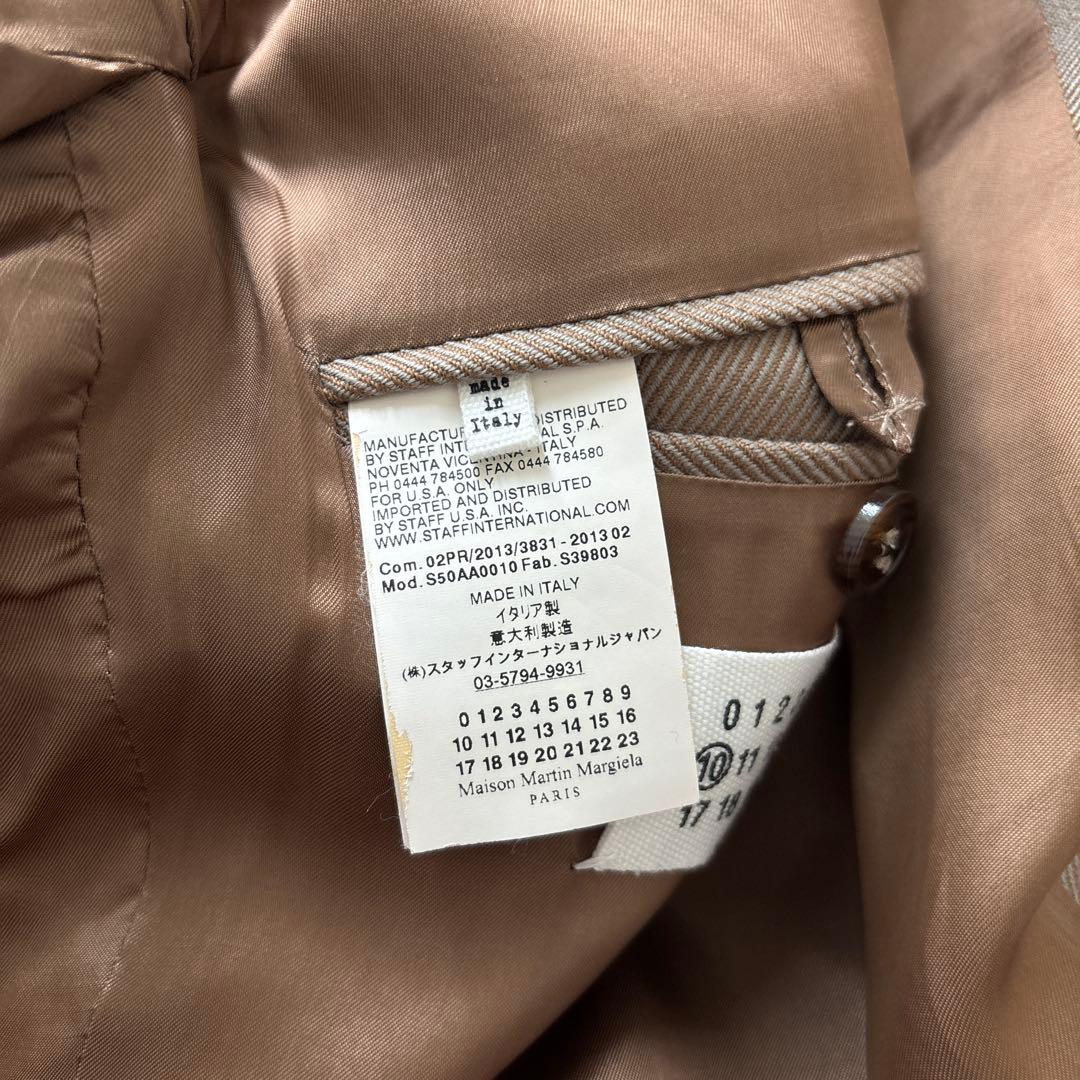 made
in
Italy
MANUFACTUR DISTRIBUTED
BY STAFF INT AL S.P.A.
NOVENTA VICENTINA - ITALY
PH 0444 784500 FAX 0444 784580
FOR U.S.A. ONLY
IMPORTED AND DISTRIBUTED
BY STAFF U.S.A. INC.
WWW.STAFFINTERNATIONAL.COM
Com. 02PR/2013/3831 - 2013 02
Mod. S50AA0010 Fab. S39803
MADE IN ITALY
イタリア製
意大利製造
(株)スタッフインターナショナルジャパン
03-5794-9931
0 1 2 3 4 5 6 7 8 9
10 11 12 13 14 15 16
17 18 19 20 21 22 23
Maison Martin Margiela
PARIS
0 1 2
10 11
17 18